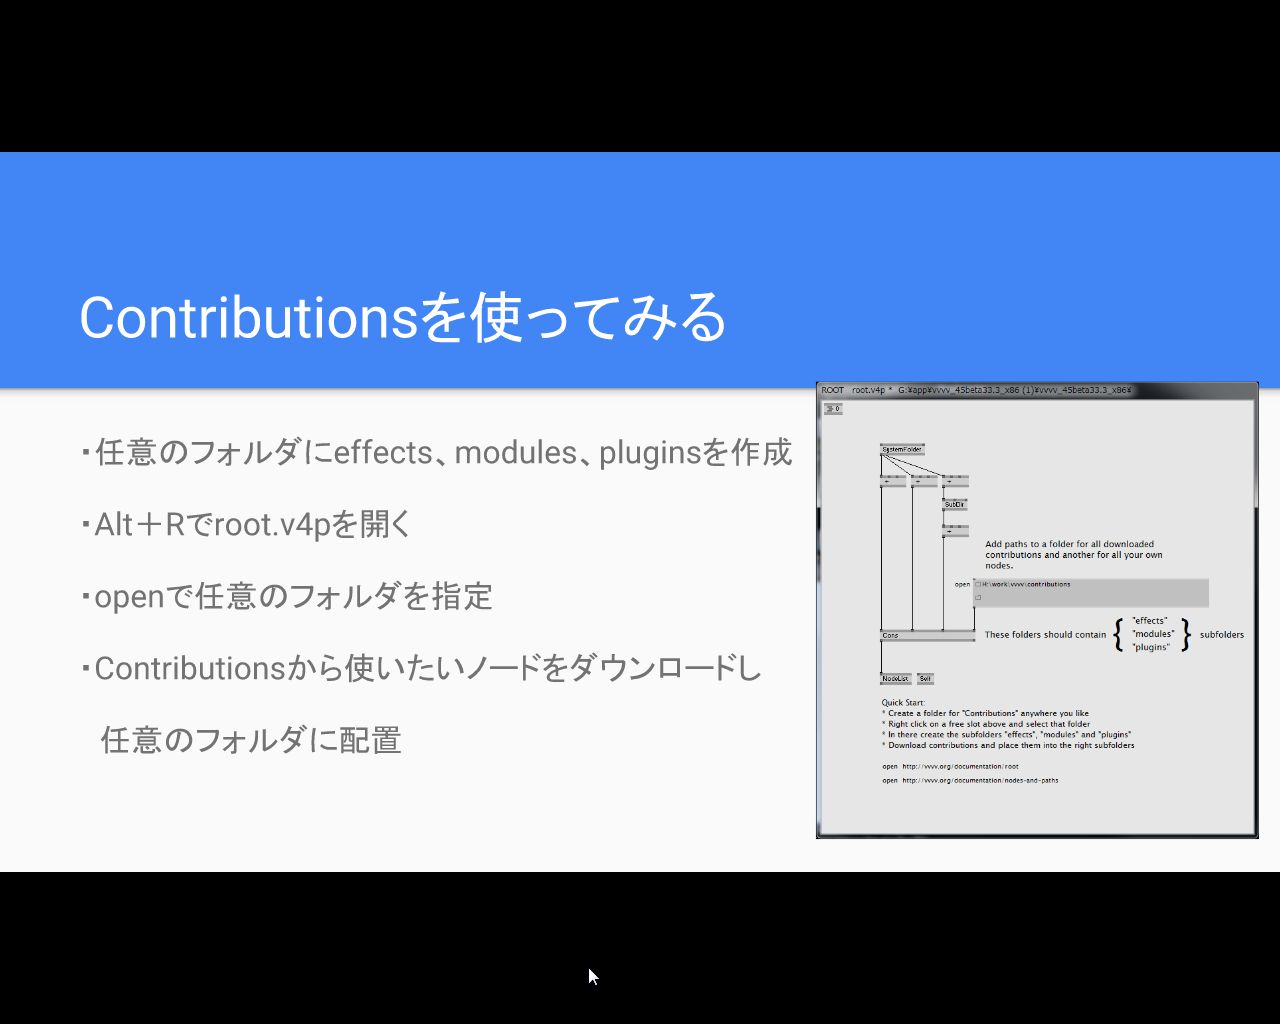 Contributionsを使ってみる
・任意のフォルダにeffects、modules、pluginsを作成
・Alt＋Rでroot.v4pを開く
・openで任意のフォルダを指定
・Contributionsから使いたいノードをダウンロードし
任意のフォルダに配置
ROOT root.v4p * G:¥app¥vvvv_45beta33.3_x86 (1)¥vvvv_45beta33.3_x86¥
0
SystemFolder
+ + +
SubDir
+
Add paths to a folder for all downloaded
contributions and another for all your own
nodes.
open H:\work\vvvv\contributions
Cons
These folders should contain { "effects" "modules" "plugins" } subfolders
NodeList Self
Quick Start:
* Create a folder for "Contributions" anywhere you like
* Right click on a free slot above and select that folder
* In there create the subfolders "effects", "modules" and "plugins"
* Download contributions and place them into the right subfolders
open http://vvvv.org/documentation/root
open http://vvvv.org/documentation/nodes-and-paths